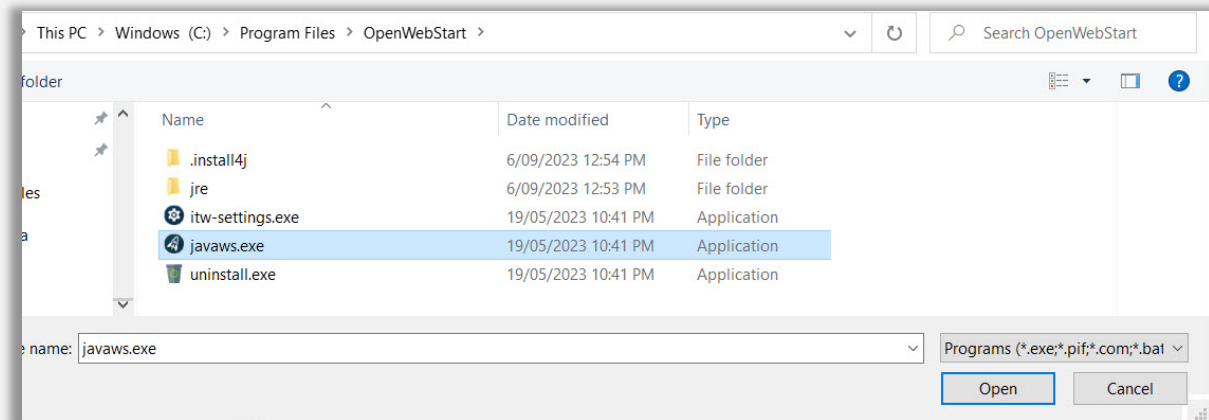 This PC > Windows (C:) > Program Files > OpenWebStart >
Search OpenWebStart
folder
Name Date modified Type
.install4j 6/09/2023 12:54 PM File folder
jre 6/09/2023 12:53 PM File folder
les
itw-settings.exe 19/05/2023 10:41 PM Application
a
javaws.exe 19/05/2023 10:41 PM Application
uninstall.exe 19/05/2023 10:41 PM Application
e name: javaws.exe
Programs (*.exe;*.pif;*.com;*.bat
Open Cancel